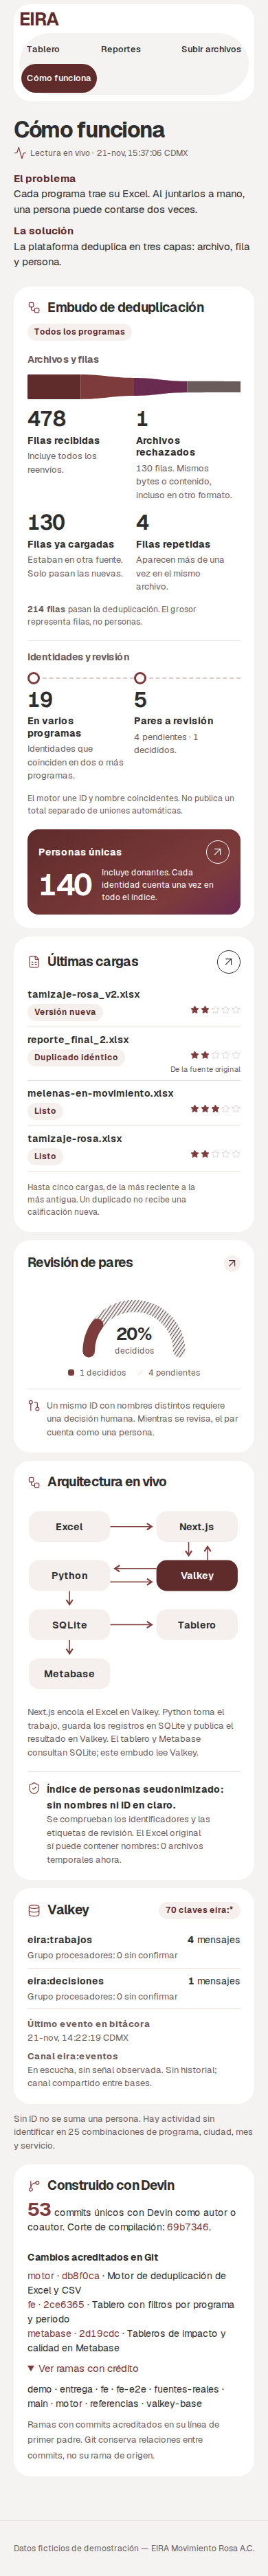 EIRA
Tablero
Reportes
Subir archivos
Cómo funciona
Cómo funciona
Lectura en vivo · 21-nov, 15:37:06 CDMX
El problema
Cada programa trae su Excel. Al juntarlos a mano,
una persona puede contarse dos veces.
La solución
La plataforma deduplica en tres capas: archivo, fila
y persona.
Embudo de deduplicación
Todos los programas
Archivos y filas
478
Filas recibidas
Incluye todos los
reenvíos.
1
Archivos
rechazados
130 filas. Mismos
bytes o contenido,
incluso en otro formato.
130
Filas ya cargadas
Estaban en otra fuente.
Solo pasan las nuevas.
4
Filas repetidas
Aparecen más de una
vez en el mismo
archivo.
214 filas pasan la deduplicación. El grosor
representa filas, no personas.
Identidades y revisión
19
En varios
programas
Identidades que
coinciden en dos o más
programas.
5
Pares a revisión
4 pendientes · 1
decididos.
El motor une ID y nombre coincidentes. No publica un
total separado de uniones automáticas.
Personas únicas
140
Incluye donantes. Cada
identidad cuenta una vez en
todo el índice.
Últimas cargas
tamizaje-rosa_v2.xlsx
Versión nueva
reporte_final_2.xlsx
Duplicado idéntico
De la fuente original
melenas-en-movimiento.xlsx
Listo
tamizaje-rosa.xlsx
Listo
Hasta cinco cargas, de la más reciente a la
más antigua. Un duplicado no recibe una
calificación nueva.
Revisión de pares
20%
decididos
1 decididos
4 pendientes
Un mismo ID con nombres distintos requiere
una decisión humana. Mientras se revisa, el par
cuenta como una persona.
Arquitectura en vivo
Excel
Next.js
Python
Valkey
SQLite
Tablero
Metabase
Next.js encola el Excel en Valkey. Python toma el
trabajo, guarda los registros en SQLite y publica el
resultado en Valkey. El tablero y Metabase
consultan SQLite; este embudo lee Valkey.
Índice de personas seudonimizado:
sin nombres ni ID en claro.
Se comprueban los identificadores y las
etiquetas de revisión. El Excel original
sí puede contener nombres: 0 archivos
temporales ahora.
Valkey
70 claves eira:*
eira:trabajos
4 mensajes
Grupo procesadores: 0 sin confirmar
eira:decisiones
1 mensajes
Grupo procesadores: 0 sin confirmar
Último evento en bitácora
21-nov, 14:22:19 CDMX
Canal eira:eventos
En escucha, sin señal observada. Sin historial;
canal compartido entre bases.
Sin ID no se suma una persona. Hay actividad sin
identificar en 25 combinaciones de programa, ciudad, mes
y servicio.
Construido con Devin
53 commits únicos con Devin como autor o
coautor. Corte de compilación: 69b7346.
Cambios acreditados en Git
motor · db8f0ca · Motor de deduplicación de
Excel y CSV
fe · 2ce6365 · Tablero con filtros por programa
y periodo
metabase · 2d19cdc · Tableros de impacto y
calidad en Metabase
▼ Ver ramas con crédito
demo · entrega · fe · fe-e2e · fuentes-reales ·
main · motor · referencias · valkey-base
Ramas con commits acreditados en su línea de
primer padre. Git conserva relaciones entre
commits, no su rama de origen.
Datos ficticios de demostración — EIRA Movimiento Rosa A.C.